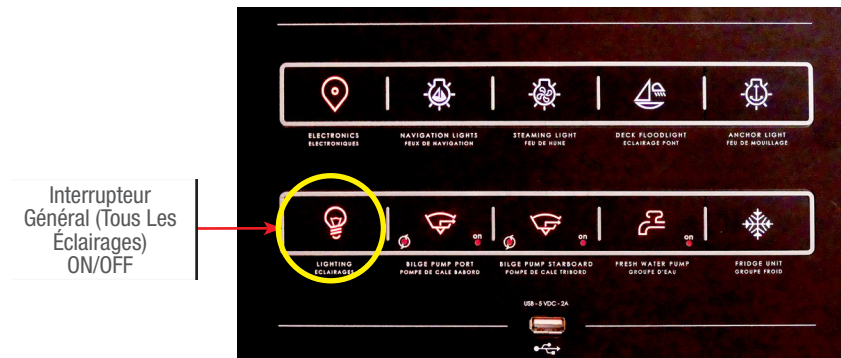 ELECTRONICS
ELECTRONIQUES
NAVIGATION LIGHTS
FEUX DE NAVIGATION
STEAMING LIGHT
FEU DE HUNE
DECK FLOODLIGHT
ECLAIRAGE PONT
ANCHOR LIGHT
FEU DE MOUILLAGE
Interrupteur
Général (Tous Les
Éclairages)
ON/OFF
on
on
on
LIGHTING
ECLAIRAGES
BILGE PUMP PORT
POMPE DE CALE BABORD
BILGE PUMP STARBOARD
POMPE DE CALE TRIBORD
FRESH WATER PUMP
GROUPE D'EAU
FRIDGE UNIT
GROUPE FROID
USB - 5 VDC - 2A